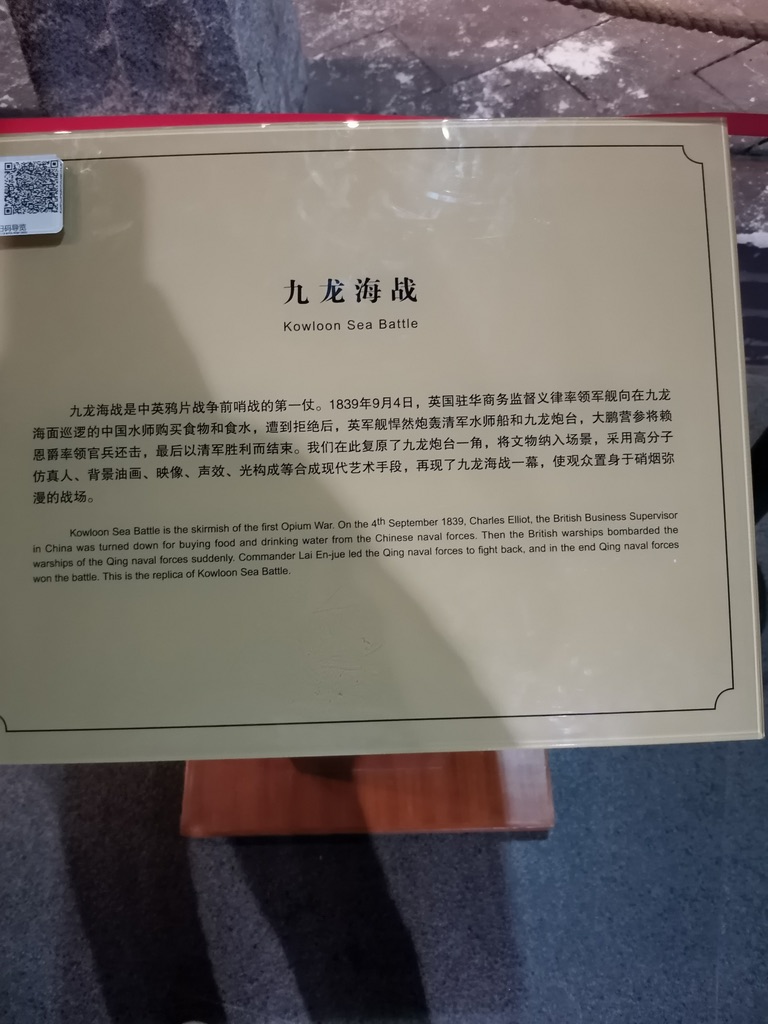 扫码导览
九龙海战
Kowloon Sea Battle
九龙海战是中英鸦片战争前哨战的第一仗。1839年9月4日，英国驻华商务监督义律率领军舰向在九龙
海面巡逻的中国水师购买食物和食水，遭到拒绝后，英军舰悍然炮轰清军水师船和九龙炮台，大鹏营参将赖
恩爵率领官兵还击，最后以清军胜利而结束。我们在此复原了九龙炮台一角，将文物纳入场景，采用高分子
仿真人、背景油画、映像、声效、光构成等合成现代艺术手段，再现了九龙海战一幕，使观众置身于硝烟弥
漫的战场。
Kowloon Sea Battle is the skirmish of the first Opium War. On the 4th September 1839, Charles Elliot, the British Business Supervisor
in China was turned down for buying food and drinking water from the Chinese naval forces. Then the British warships bombarded the
warships of the Qing naval forces suddenly. Commander Lai En-jue led the Qing naval forces to fight back, and in the end Qing naval forces
won the battle. This is the replica of Kowloon Sea Battle.